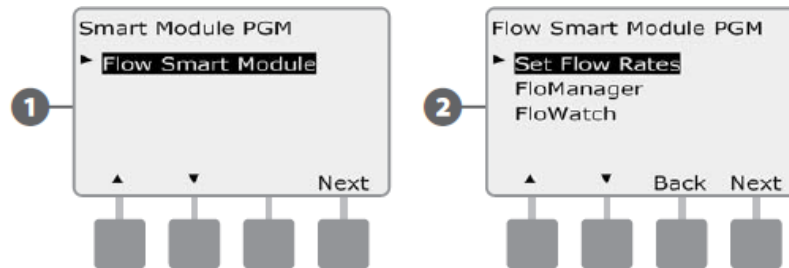 Smart Module PGM
► Flow Smart Module
1
▲ ▼ Next
Flow Smart Module PGM
► Set Flow Rates
FloManager
FloWatch
2
▲ ▼ Back Next